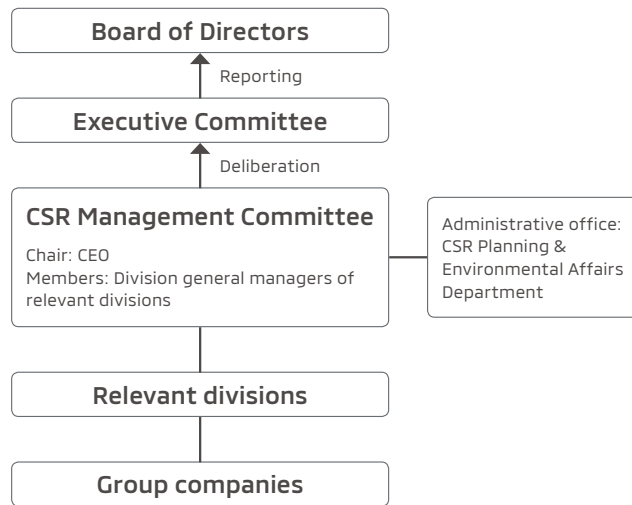 Board of Directors
Reporting
Executive Committee
Deliberation
CSR Management Committee
Chair: CEO
Members: Division general managers of
relevant divisions
Administrative office:
CSR Planning &
Environmental Affairs
Department
Relevant divisions
Group companies